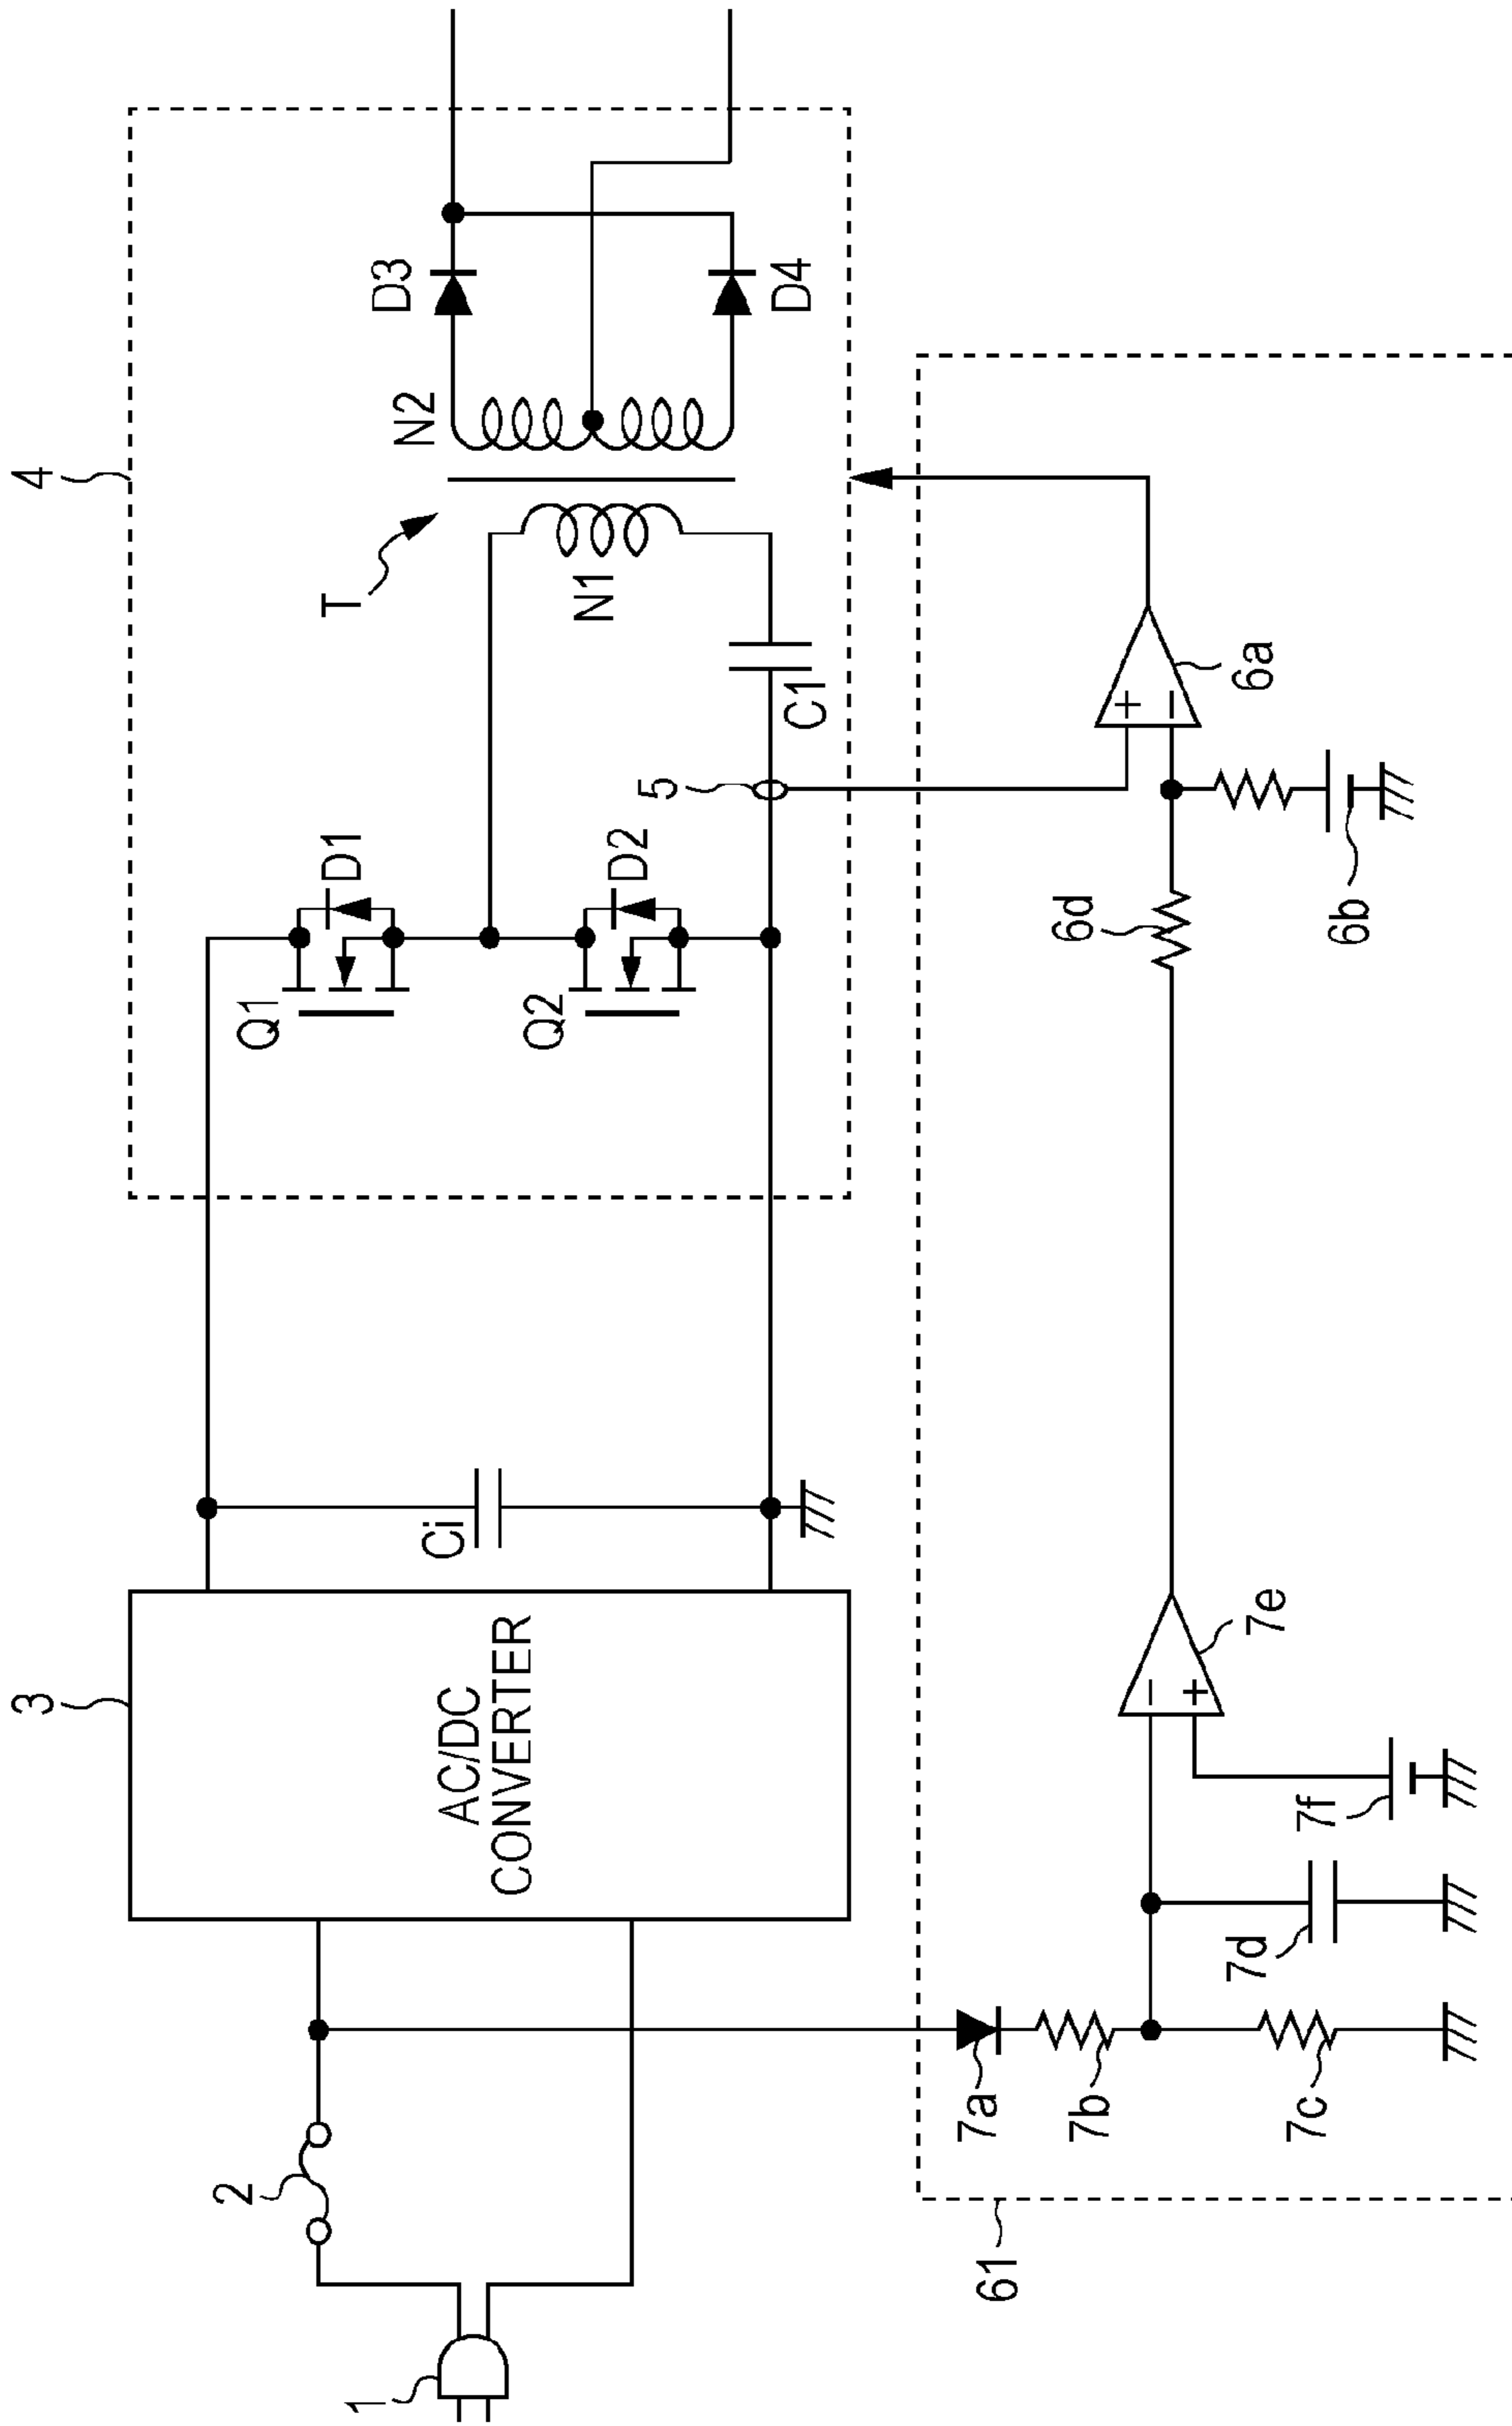 1
2
3
AC/DC
CONVERTER
Ci
4
Q1
D1
Q2
D2
5
C1
T
N1
N2
D3
D4
61
7a
7b
7c
7d
7f
-
+
7e
6d
6b
+
-
6a